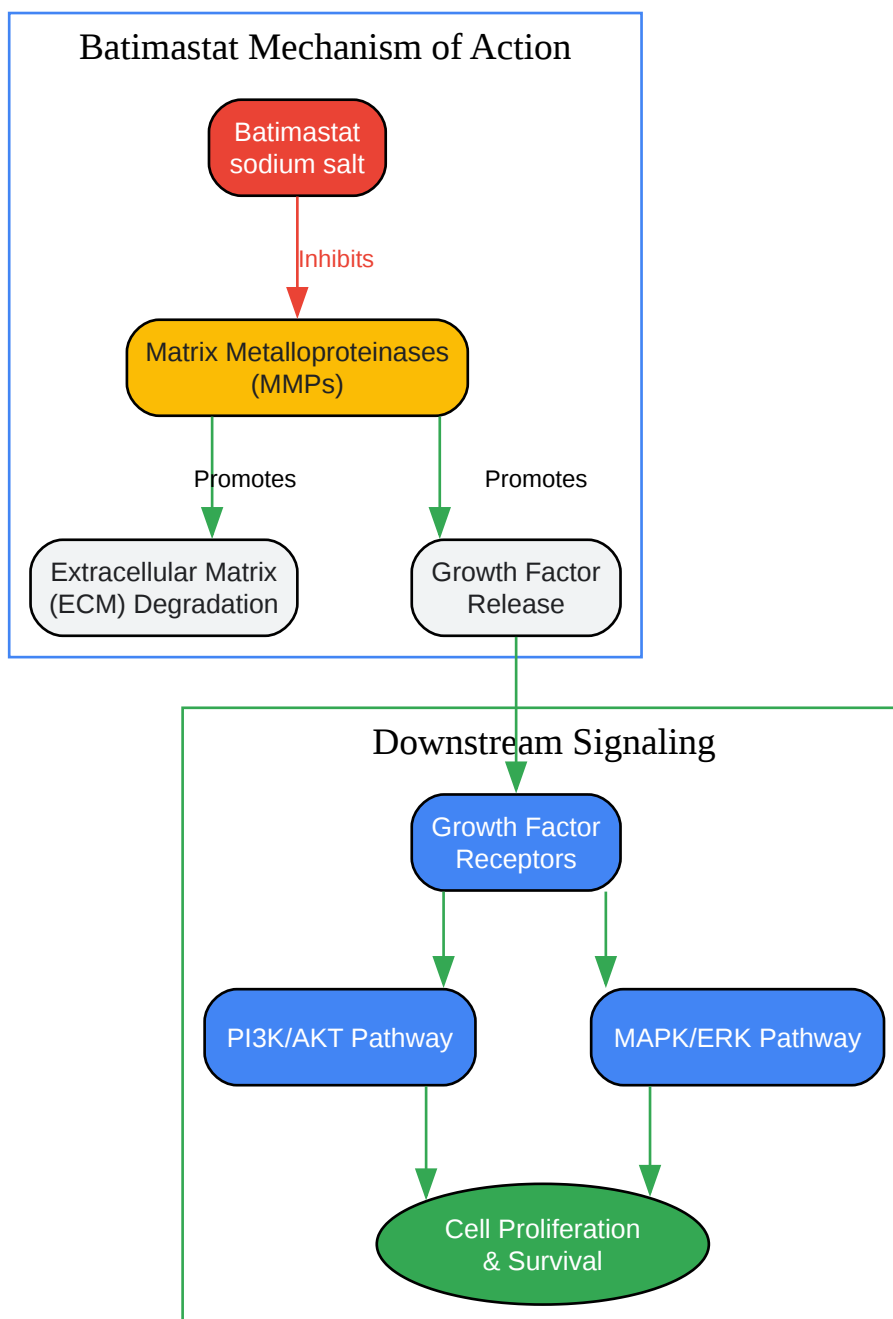 Batimastat Mechanism of Action
Batimastat
sodium salt
Inhibits
Matrix Metalloproteinases
(MMPs)
Promotes
Promotes
Extracellular Matrix
(ECM) Degradation
Growth Factor
Release
Downstream Signaling
Growth Factor
Receptors
PI3K/AKT Pathway
MAPK/ERK Pathway
Cell Proliferation
& Survival